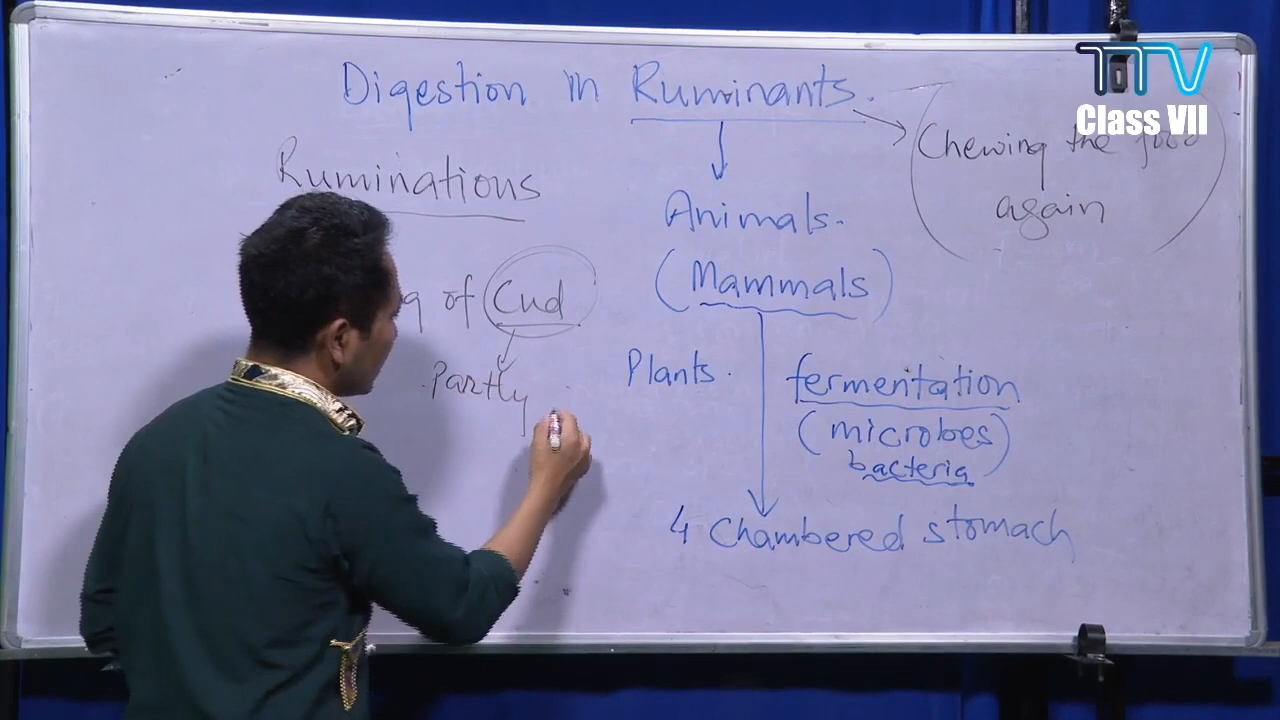 TTV
Class VII
Digestion in Ruminants.
Chewing the food
again
Ruminations
Animals.
(Mammals)
of Cud
Partly
Plants.
fermentation
(microbes)
bacteria
4 Chambered stomach